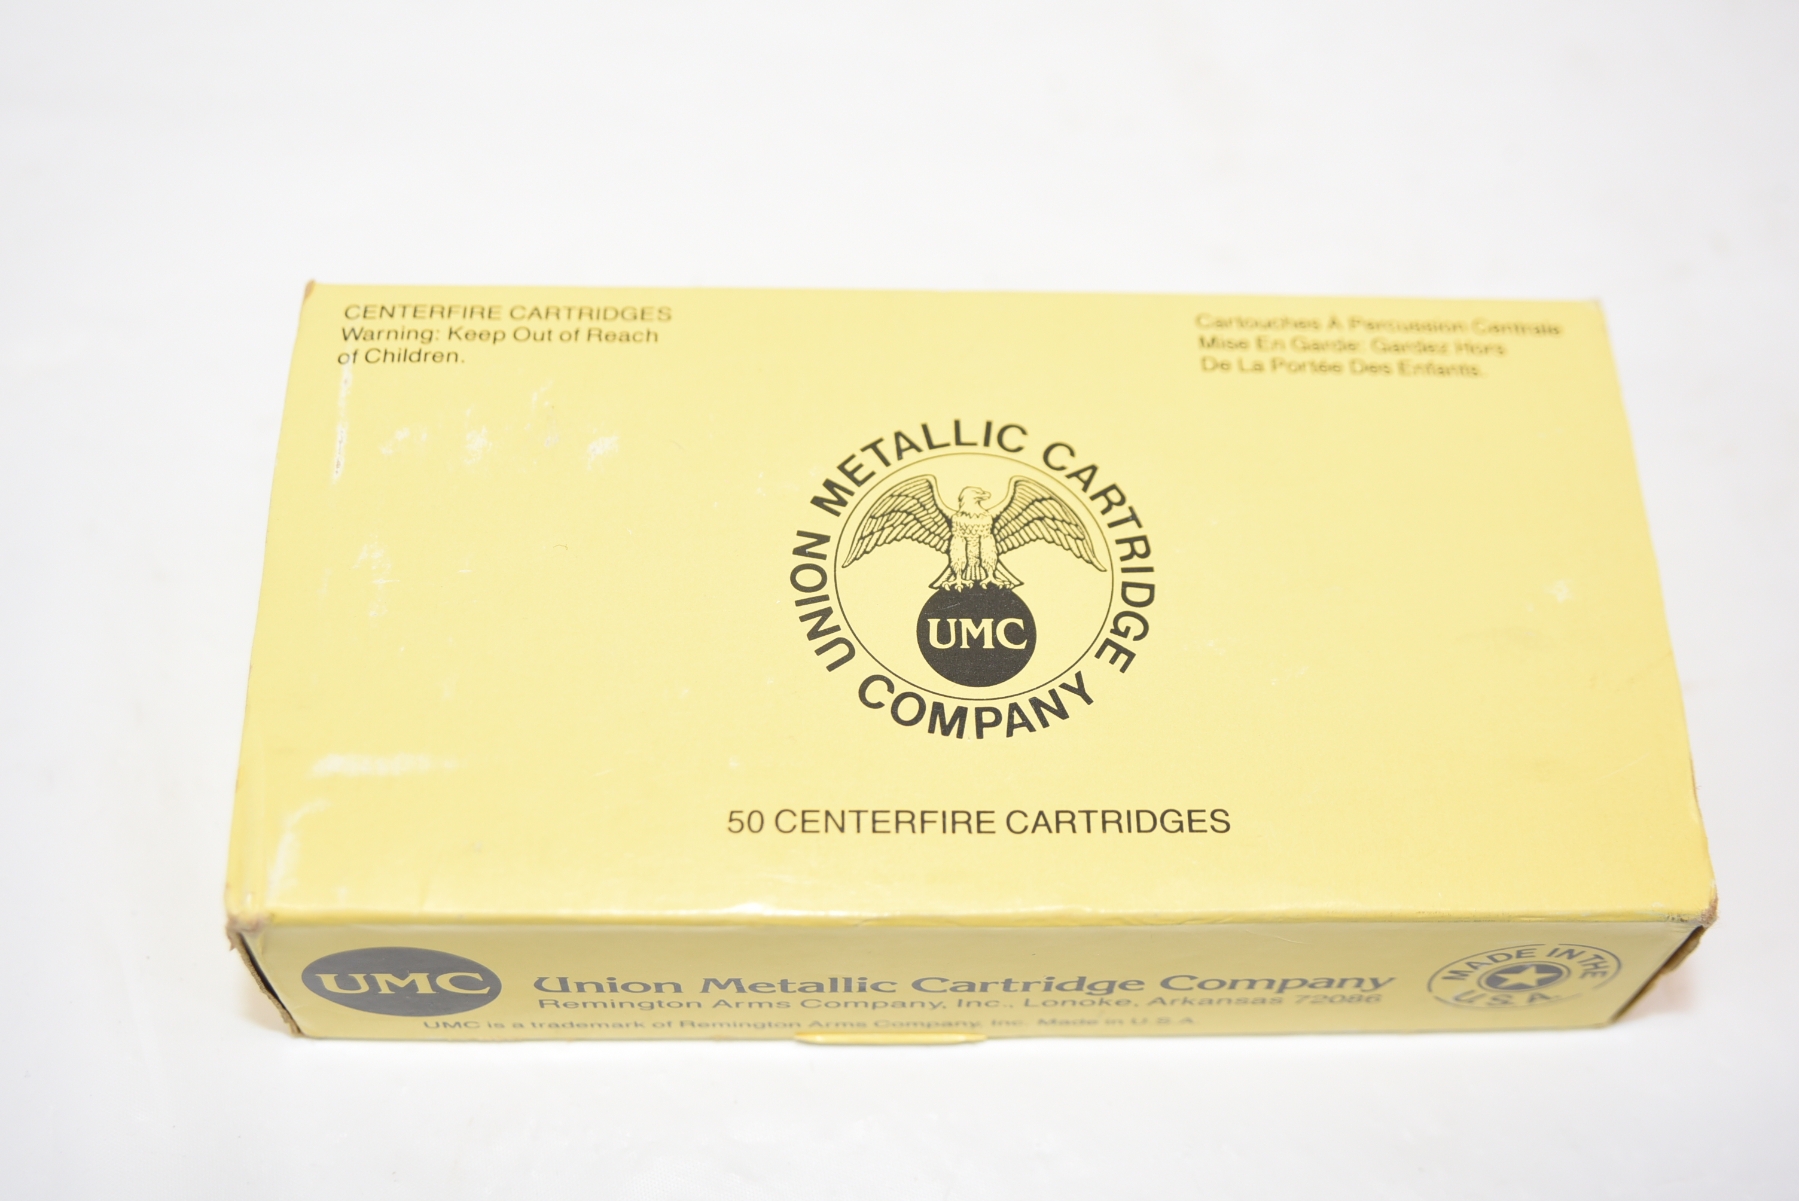 CENTERFIRE CARTRIDGES
Warning: Keep Out of Reach
of Children.
Cartouches À Percussion Centrale
Mise En Garde: Gardez Hors
De La Portée Des Enfants.
UNION METALLIC CARTRIDGE
COMPANY
UMC
50 CENTERFIRE CARTRIDGES
UMC
Union Metallic Cartridge Company
Remington Arms Company, Inc., Lonoke, Arkansas 72086
UMC is a trademark of Remington Arms Company, Inc. Made in U.S.A.
MADE IN THE
U.S.A.